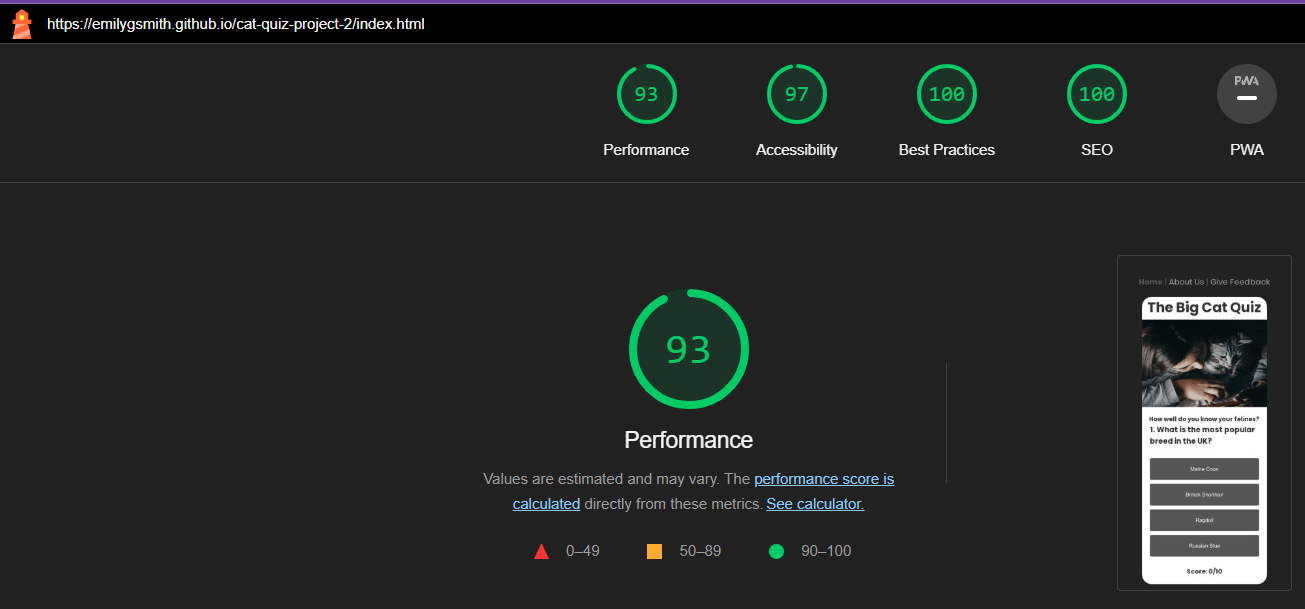 https://emilygsmith.github.io/cat-quiz-project-2/index.html
93
97
100
100
PWA
Performance
Accessibility
Best Practices
SEO
PWA
93
Performance
Values are estimated and may vary. The performance score is
calculated directly from these metrics. See calculator.
0–49
50–89
90–100
Home | About Us | Give Feedback
The Big Cat Quiz
How well do you know your felines?
1. What is the most popular
breed in the UK?
Maine Coon
British Shorthair
Ragdoll
Russian Blue
Score: 0/10